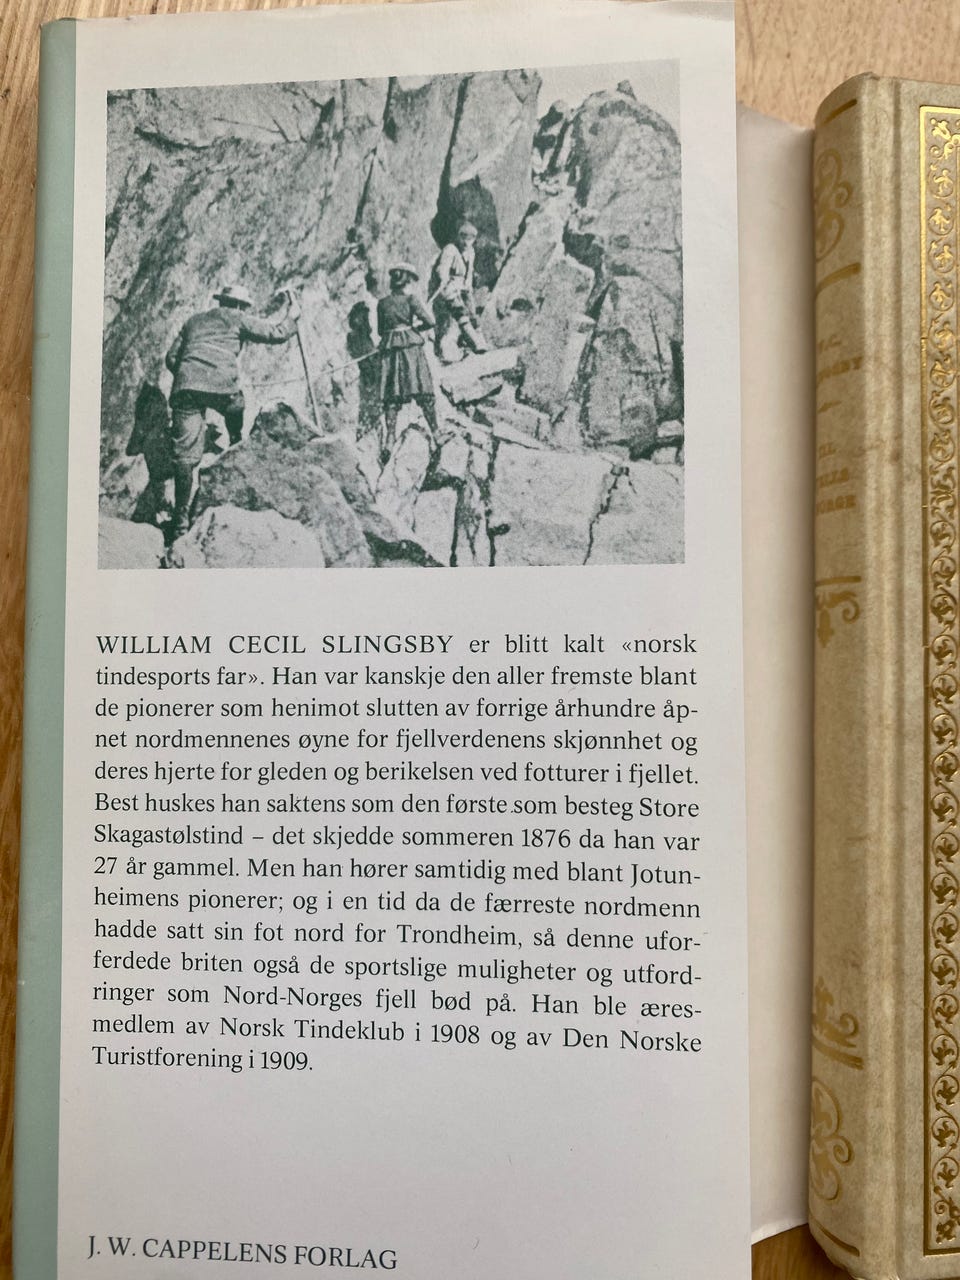 WILLIAM CECIL SLINGSBY er blitt kalt «norsk
tindesports far». Han var kanskje den aller fremste blant
de pionerer som henimot slutten av forrige århundre åp-
net nordmennenes øyne for fjellverdenens skjønnhet og
deres hjerte for gleden og berikelsen ved fotturer i fjellet.
Best huskes han saktens som den første som besteg Store
Skagastølstind – det skjedde sommeren 1876 da han var
27 år gammel. Men han hører samtidig med blant Jotun-
heimens pionerer; og i en tid da de færreste nordmenn
hadde satt sin fot nord for Trondheim, så denne ufor-
ferdede briten også de sportslige muligheter og utford-
ringer som Nord-Norges fjell bød på. Han ble æres-
medlem av Norsk Tindeklub i 1908 og av Den Norske
Turistforening i 1909.
J. W. CAPPELENS FORLAG